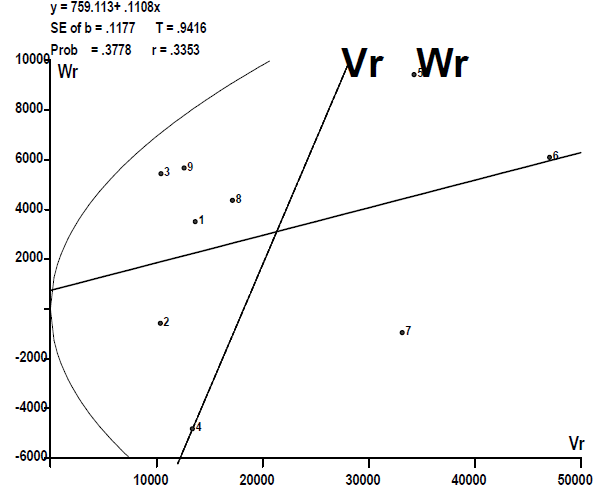 y = 759.113+ .1108x
SE of b = .1177 T = .9416
Prob = .3778 r = .3353
10000
Wr
Vr Wr
5
8000
6000
6
3
9
8
4000
1
2000
2
7
-2000
-4000
4
-6000
Vr
10000 20000 30000 40000 50000